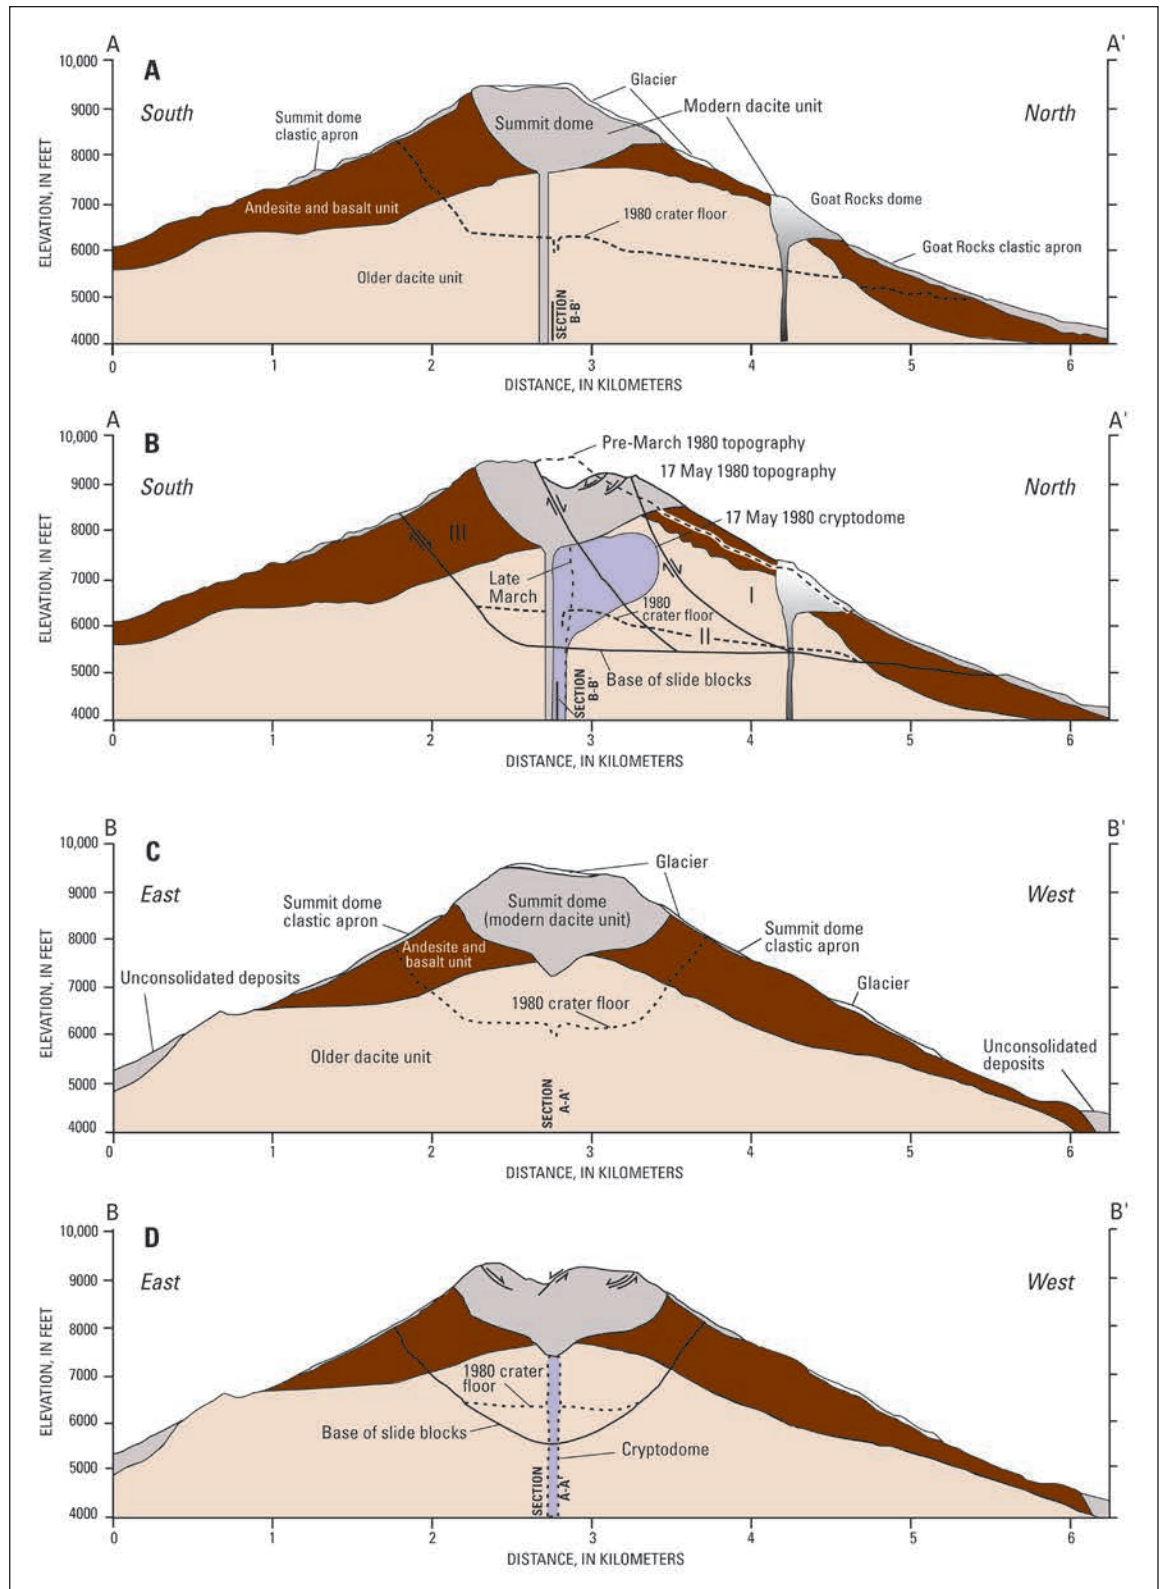 A
A'
A
South
North
ELEVATION, IN FEET
10,000
9000
8000
7000
6000
5000
4000
Glacier
Modern dacite unit
Summit dome
clastic apron
Summit dome
Andesite and basalt unit
1980 crater floor
Goat Rocks dome
Goat Rocks clastic apron
Older dacite unit
SECTION
B-B'
0 1 2 3 4 5 6
DISTANCE, IN KILOMETERS
A
A'
B
South
North
ELEVATION, IN FEET
10,000
9000
8000
7000
6000
5000
4000
Pre-March 1980 topography
17 May 1980 topography
17 May 1980 cryptodome
III
Late
March
I
1980
crater floor
II
Base of slide blocks
SECTION
B-B'
0 1 2 3 4 5 6
DISTANCE, IN KILOMETERS
B
B'
C
East
West
ELEVATION, IN FEET
10,000
9000
8000
7000
6000
5000
4000
Glacier
Summit dome
clastic apron
Summit dome
(modern dacite unit)
Summit dome
clastic apron
Andesite and
basalt unit
Unconsolidated deposits
1980 crater floor
Glacier
Older dacite unit
Unconsolidated
deposits
SECTION
A-A'
0 1 2 3 4 5 6
DISTANCE, IN KILOMETERS
B
B'
D
East
West
ELEVATION, IN FEET
10,000
9000
8000
7000
6000
5000
4000
1980 crater
floor
Base of slide blocks
Cryptodome
SECTION
A-A'
0 1 2 3 4 5 6
DISTANCE, IN KILOMETERS